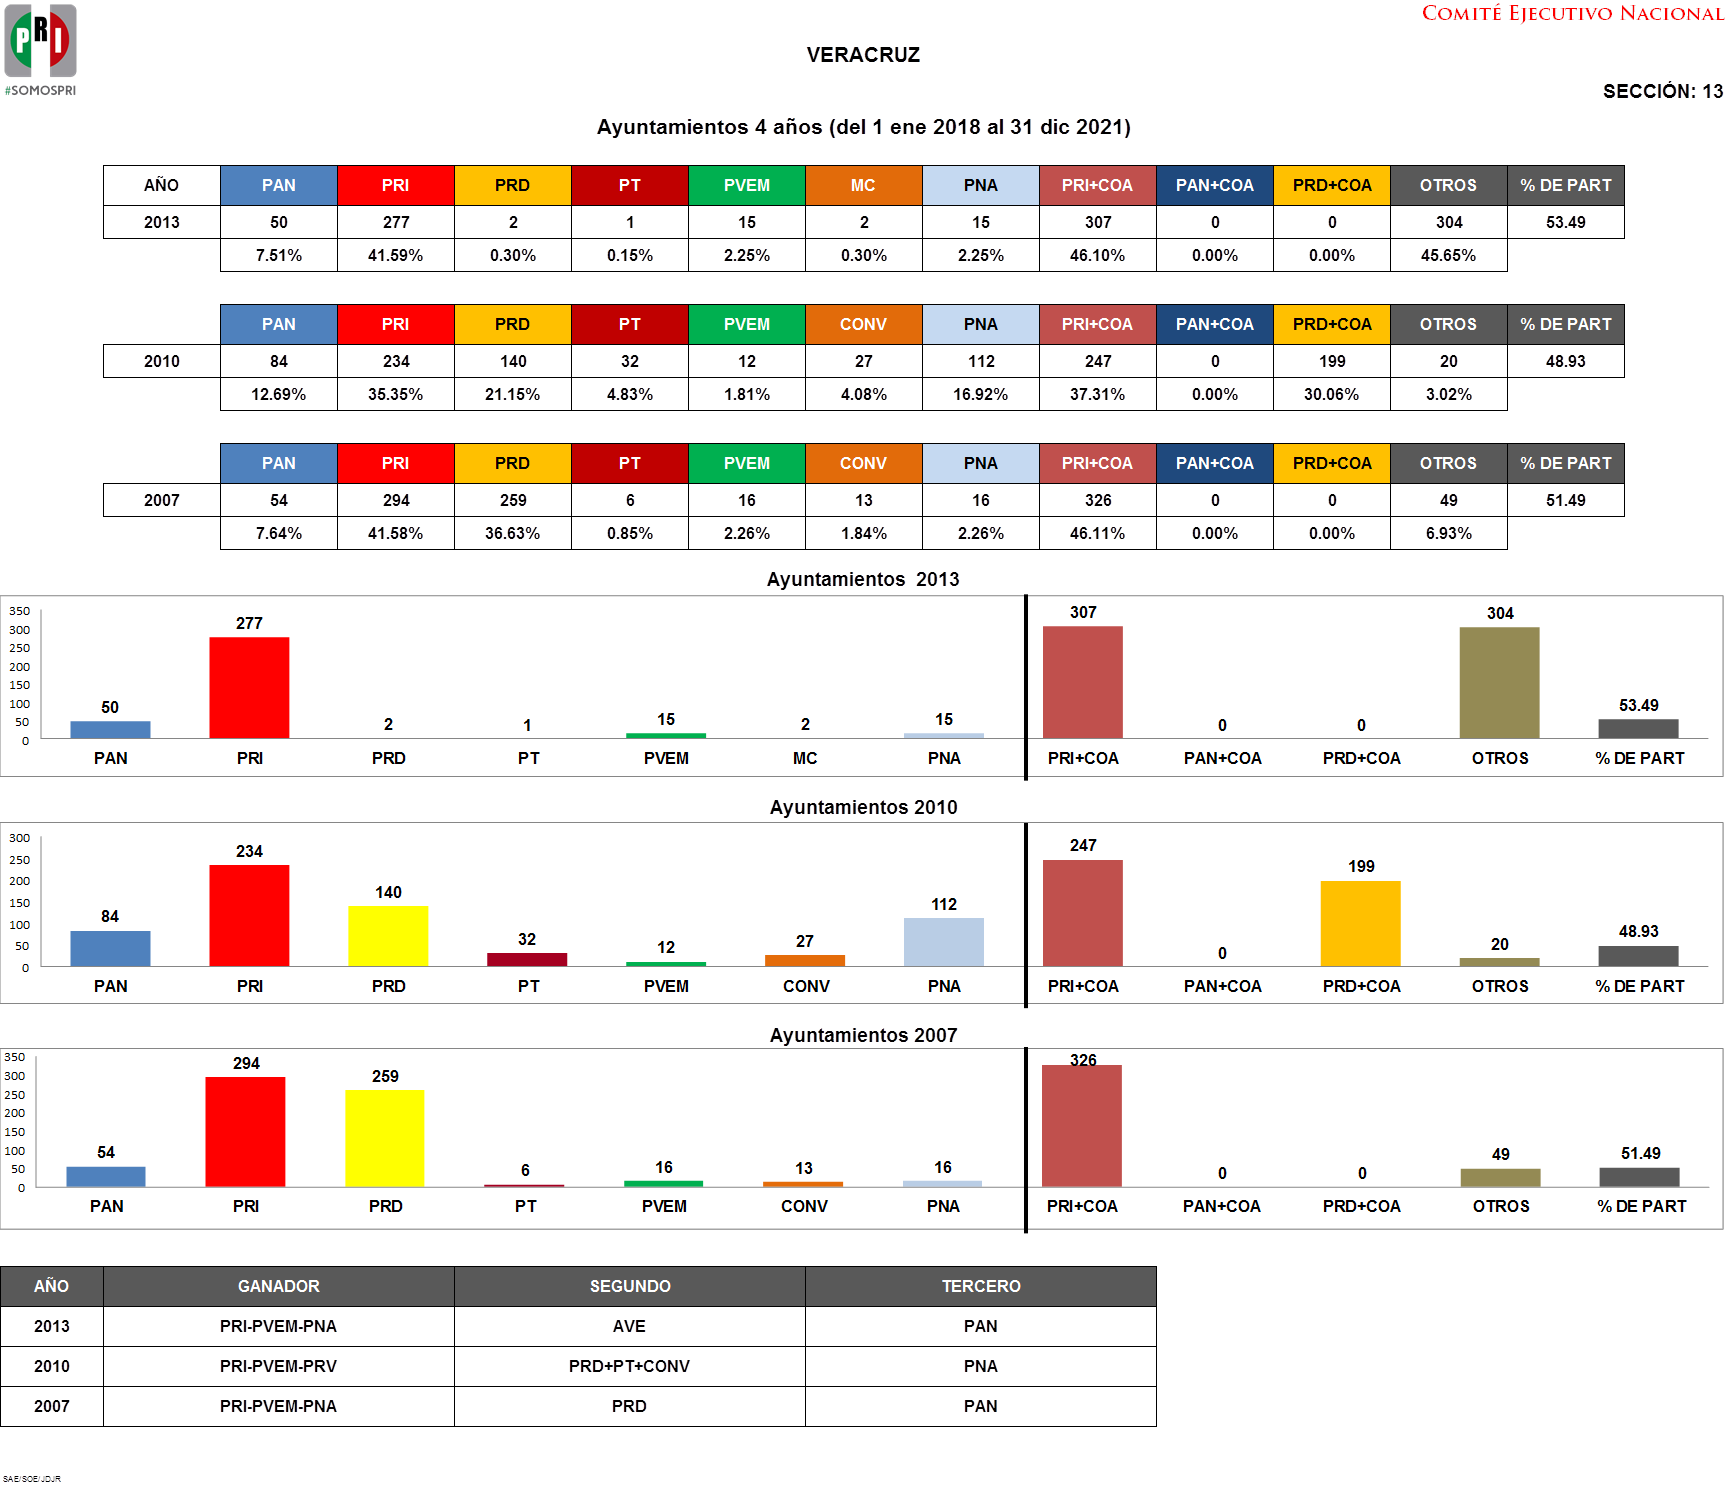 COMITÉ EJECUTIVO NACIONAL
PRI
#SOMOSPRI
VERACRUZ
SECCIÓN: 13
Ayuntamientos 4 años (del 1 ene 2018 al 31 dic 2021)
AÑO PAN PRI PRD PT PVEM MC PNA PRI+COA PAN+COA PRD+COA OTROS % DE PART
2013 50 277 2 1 15 2 15 307 0 0 304 53.49
7.51% 41.59% 0.30% 0.15% 2.25% 0.30% 2.25% 46.10% 0.00% 0.00% 45.65%
PAN PRI PRD PT PVEM CONV PNA PRI+COA PAN+COA PRD+COA OTROS % DE PART
2010 84 234 140 32 12 27 112 247 0 199 20 48.93
12.69% 35.35% 21.15% 4.83% 1.81% 4.08% 16.92% 37.31% 0.00% 30.06% 3.02%
PAN PRI PRD PT PVEM CONV PNA PRI+COA PAN+COA PRD+COA OTROS % DE PART
2007 54 294 259 6 16 13 16 326 0 0 49 51.49
7.64% 41.58% 36.63% 0.85% 2.26% 1.84% 2.26% 46.11% 0.00% 0.00% 6.93%
Ayuntamientos 2013
350
300
250
200
150
100
50
0
50 277 2 1 15 2 15 307 0 0 304 53.49
PAN PRI PRD PT PVEM MC PNA PRI+COA PAN+COA PRD+COA OTROS % DE PART
Ayuntamientos 2010
300
250
200
150
100
50
0
84 234 140 32 12 27 112 247 0 199 20 48.93
PAN PRI PRD PT PVEM CONV PNA PRI+COA PAN+COA PRD+COA OTROS % DE PART
Ayuntamientos 2007
350
300
250
200
150
100
50
0
54 294 259 6 16 13 16 326 0 0 49 51.49
PAN PRI PRD PT PVEM CONV PNA PRI+COA PAN+COA PRD+COA OTROS % DE PART
AÑO GANADOR SEGUNDO TERCERO
2013 PRI-PVEM-PNA AVE PAN
2010 PRI-PVEM-PRV PRD+PT+CONV PNA
2007 PRI-PVEM-PNA PRD PAN
SAE/SOE/JDJR